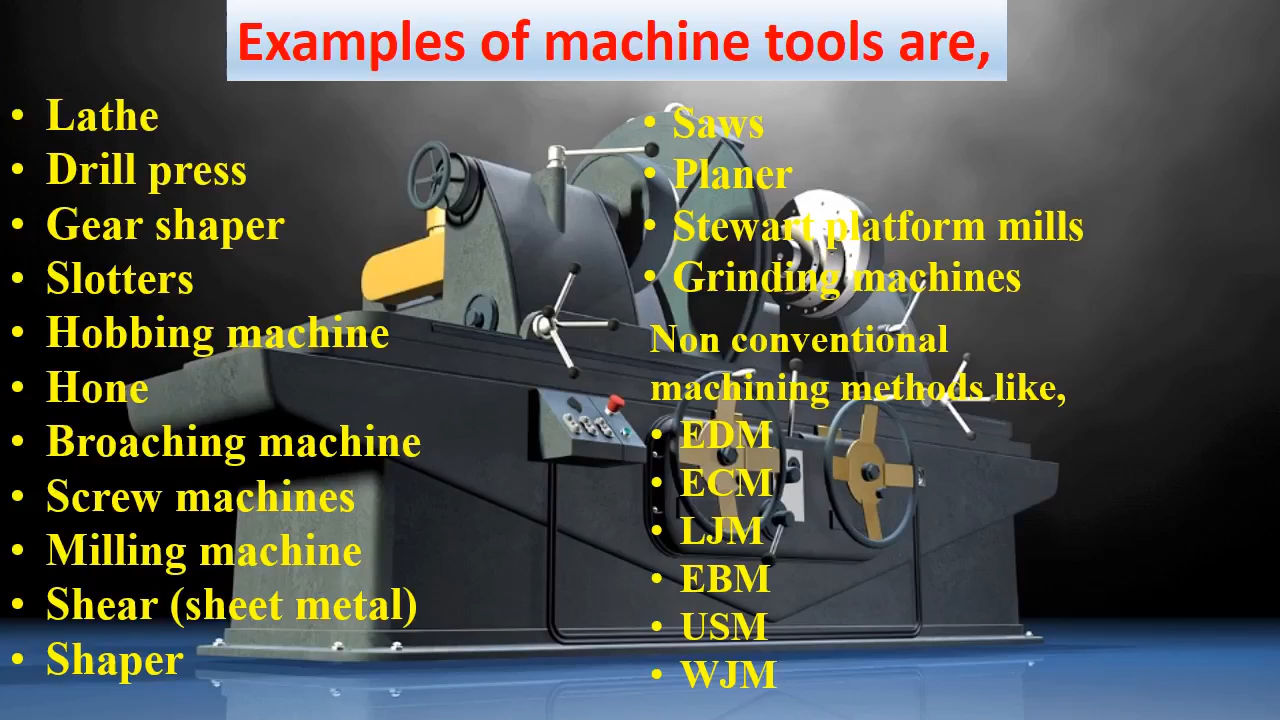 Examples of machine tools are,
• Lathe
• Drill press
• Gear shaper
• Slotters
• Hobbing machine
• Hone
• Broaching machine
• Screw machines
• Milling machine
• Shear (sheet metal)
• Shaper
• Saws
• Planer
• Stewart platform mills
• Grinding machines
Non conventional
machining methods like,
• EDM
• ECM
• LJM
• EBM
• USM
• WJM